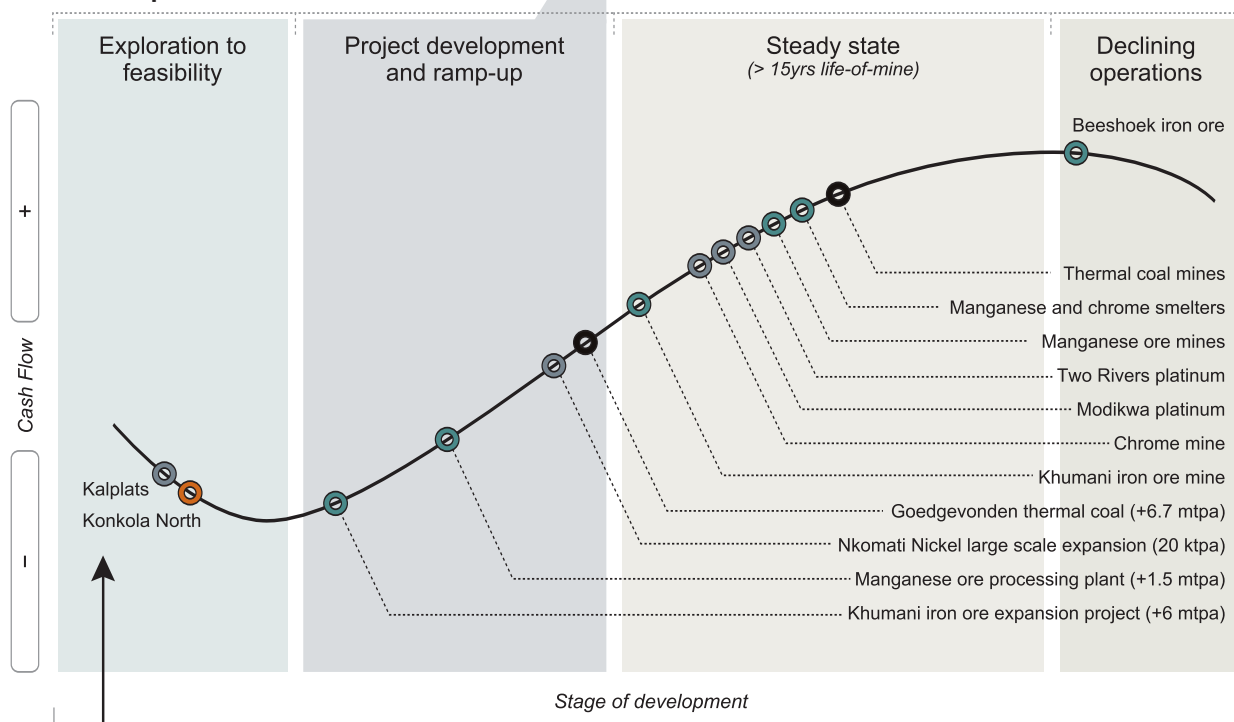 Exploration to
feasibility
Project development
and ramp-up
Steady state
(> 15yrs life-of-mine)
Declining
operations
Beeshoek iron ore
+
Cash Flow
–
Thermal coal mines
Manganese and chrome smelters
Manganese ore mines
Two Rivers platinum
Modikwa platinum
Chrome mine
Khumani iron ore mine
Goedgevonden thermal coal (+6.7 mtpa)
Nkomati Nickel large scale expansion (20 ktpa)
Manganese ore processing plant (+1.5 mtpa)
Khumani iron ore expansion project (+6 mtpa)
Kalplats
Konkola North
Stage of development